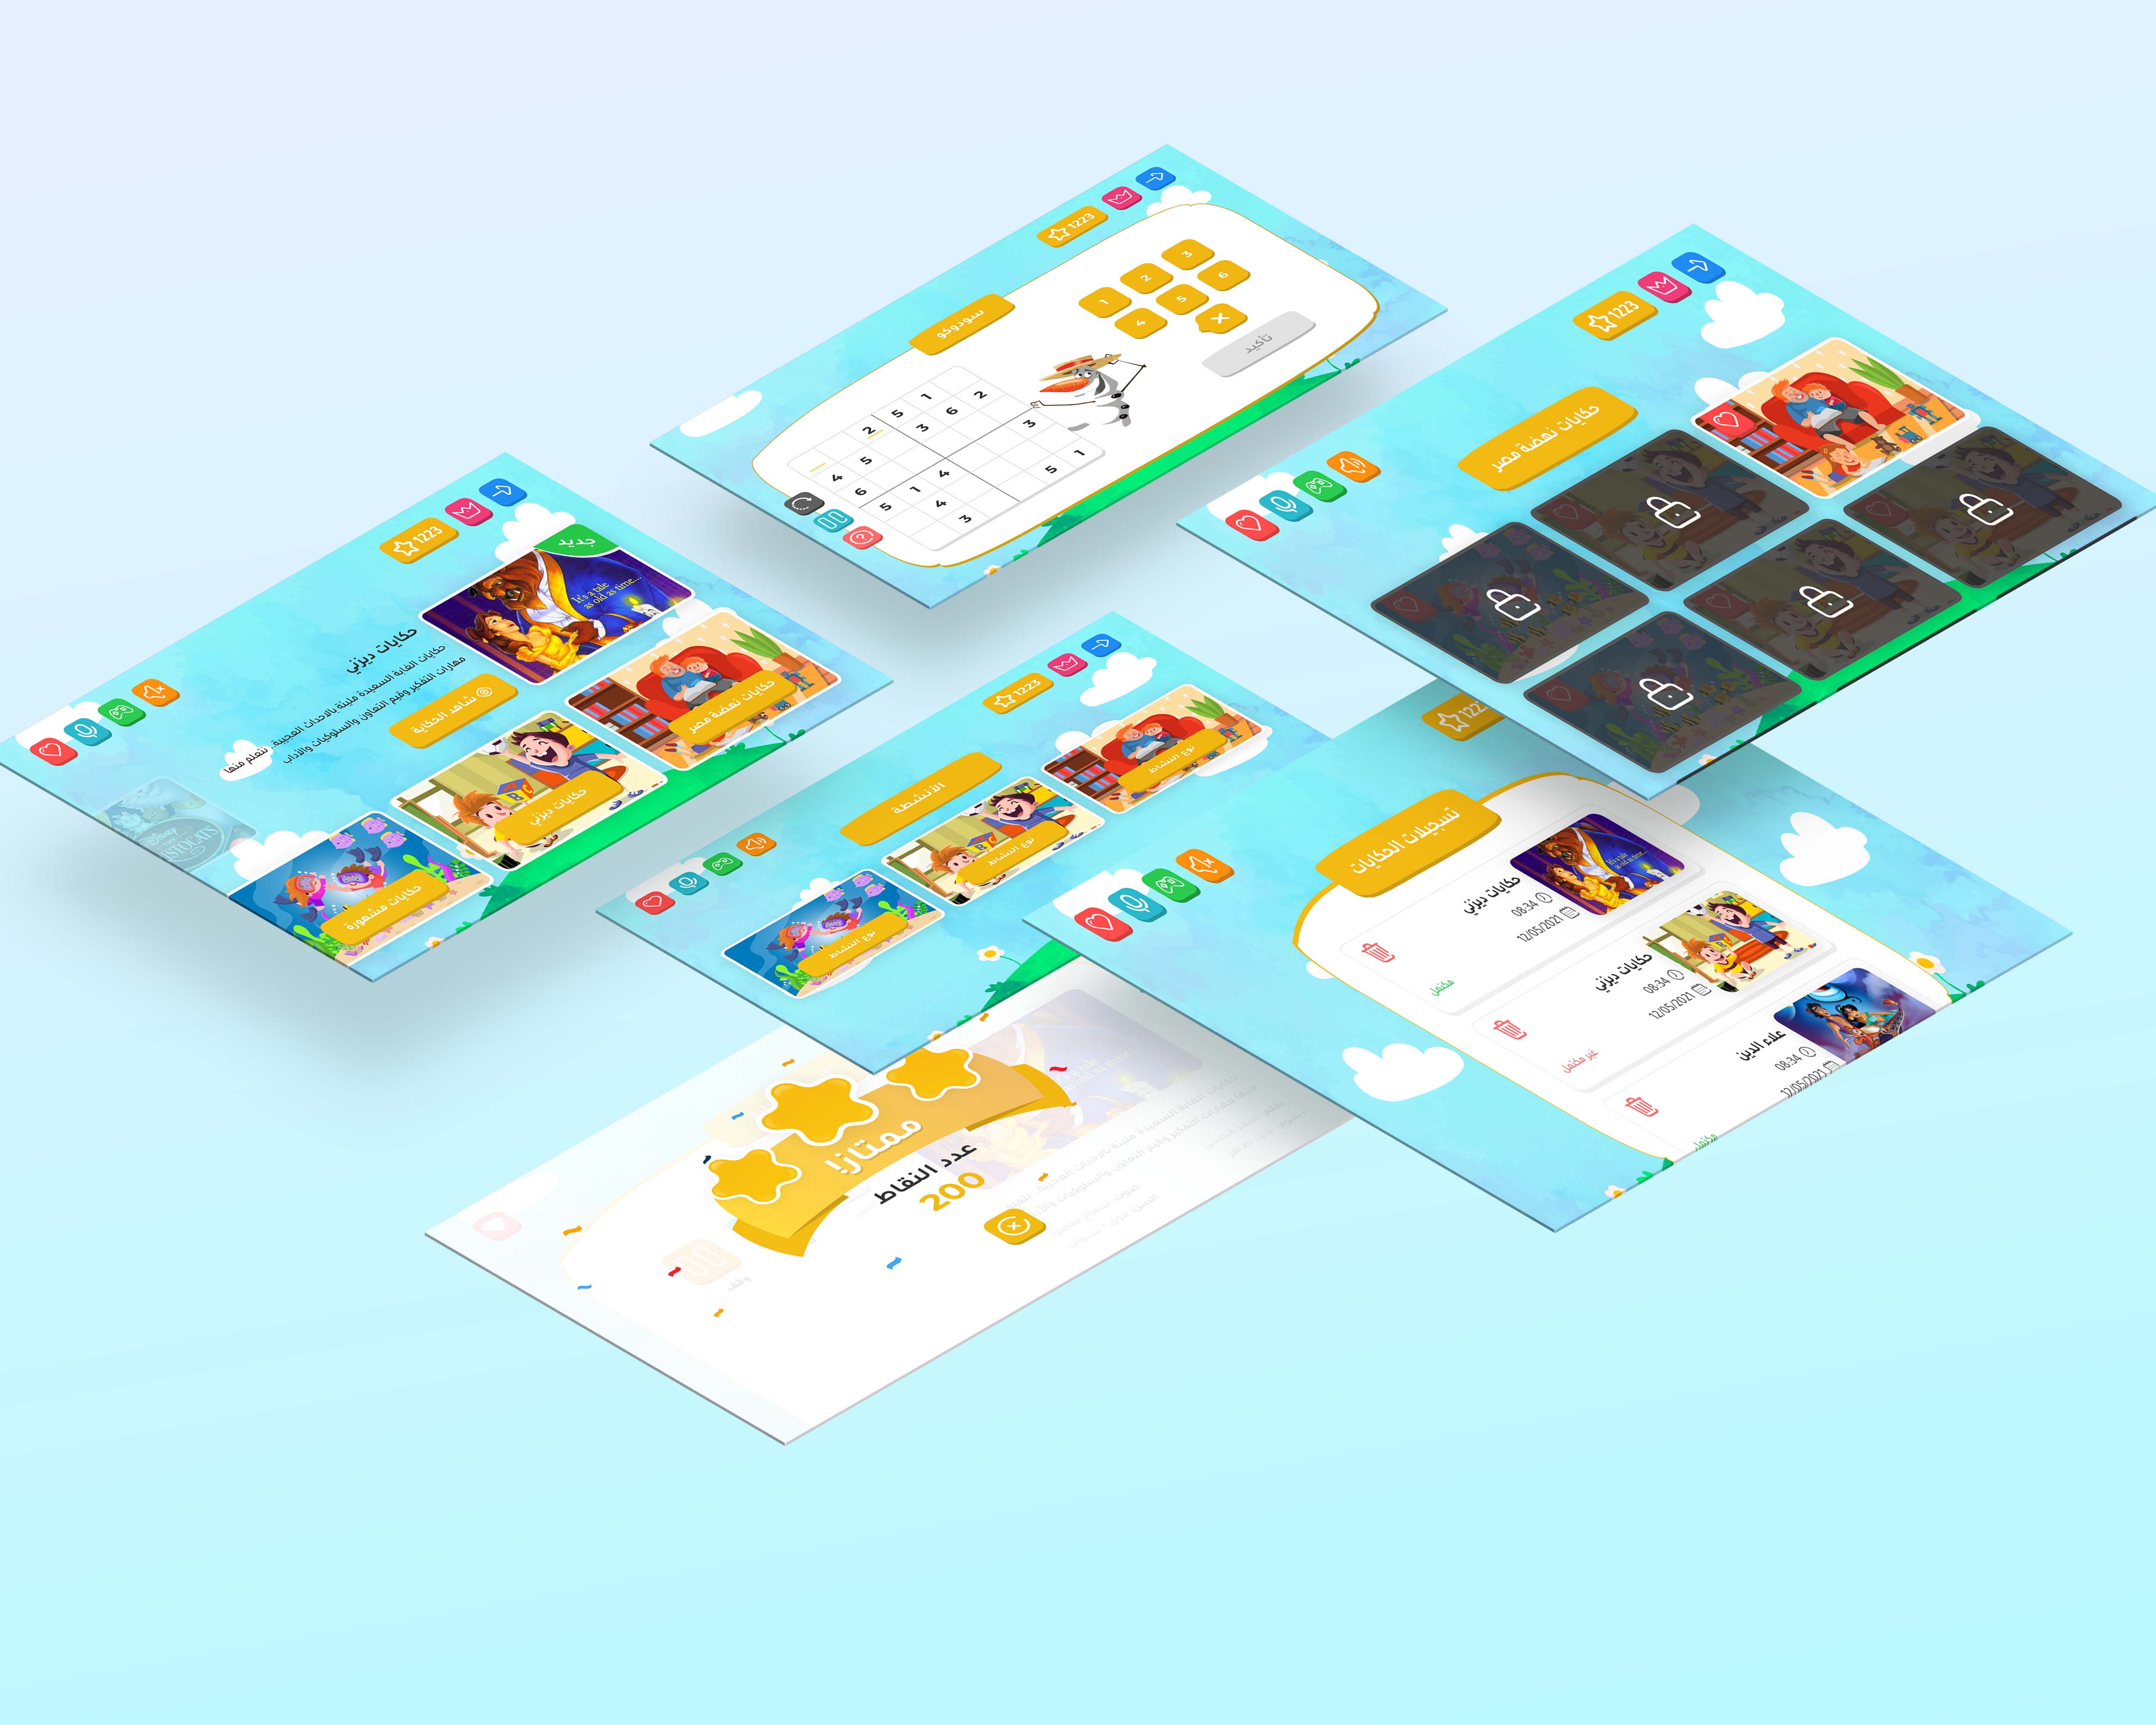 1223
سودوكو
1 2 3
4 5 6
تأكيد
5 1
2 3 6 2
4 5
6 1 4 3
5 4
3 5 1
1223
حكايات نهضة مصر
1223
جديد
It's a tale
as old as time...
حكايات ديزني
حكايات الغابة السعيدة مليئة بالاحداث العجيبة.. نتعلم منها
مهارات التفكير وقيم التعاون والسلوكيات والآداب
شاهد الحكاية
حكايات نهضة مصر
حكايات ديزني
حكايات مشهورة
1223
الأنشطة
نوع النشاط
نوع النشاط
نوع النشاط
تسجيلات الحكايات
حكايات ديزني
08:34
12/05/2021
مكتمل
حكايات ديزني
08:34
12/05/2021
غير مكتمل
علاء الدين
08:34
12/05/2021
مكتمل
ممتاز!
عدد النقاط
200
وقف